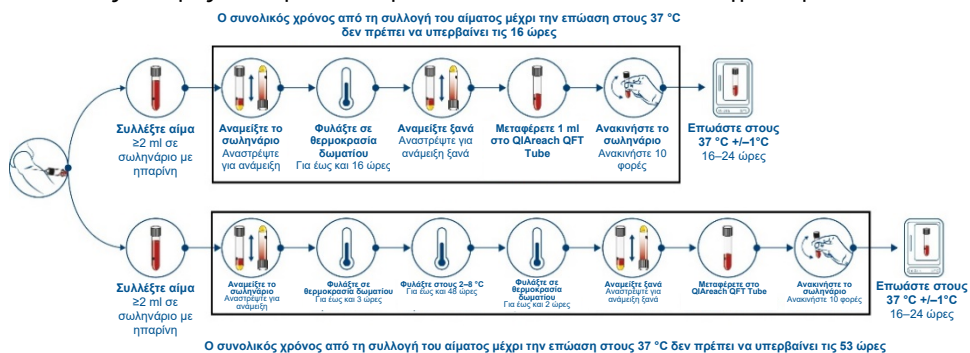 Ο συνολικός χρόνος από τη συλλογή του αίματος μέχρι την επώαση στους 37 °C
δεν πρέπει να υπερβαίνει τις 16 ώρες
Συλλέξτε αίμα
≥2 ml σε
σωληνάριο με
ηπαρίνη
Αναμείξτε το
σωληνάριο
Αναστρέψτε
για ανάμειξη
Φυλάξτε σε
θερμοκρασία
δωματίου
Για έως και 16 ώρες
Αναμείξτε ξανά
Αναστρέψτε για
ανάμειξη ξανά
Μεταφέρετε 1 ml
στο QIAreach QFT
Tube
Ανακινήστε το
σωληνάριο
Ανακινήστε 10
φορές
Επωάστε στους
37 °C +/–1°C
16–24 ώρες
Συλλέξτε αίμα
≥2 ml σε
σωληνάριο με
ηπαρίνη
Αναμείξτε το
σωληνάριο
Αναστρέψτε για
ανάμειξη
Φυλάξτε σε
θερμοκρασία δωματίου
Για έως και 3 ώρες
Φυλάξτε στους 2–8 °C
Για έως και 48 ώρες
Φυλάξτε σε
θερμοκρασία
δωματίου
Για έως και 2 ώρες
Αναμείξτε ξανά
Αναστρέψτε για
ανάμειξη ξανά
Μεταφέρετε στο
QIAreach QFT Tube
Ανακινήστε το
σωληνάριο
Ανακινήστε 10 φορές
Επωάστε στους
37 °C +/–1°C
16–24 ώρες
Ο συνολικός χρόνος από τη συλλογή του αίματος μέχρι την επώαση στους 37 °C δεν πρέπει να υπερβαίνει τις 53 ώρες